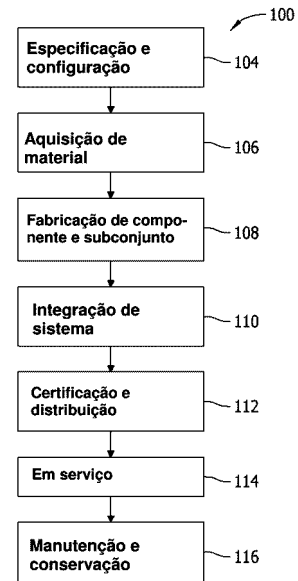 100
Especificação e
configuração
104
Aquisição de
material
106
Fabricação de compo-
nente e subconjunto
108
Integração de
sistema
110
Certificação e
distribuição
112
Em serviço
114
Manutenção e
conservação
116